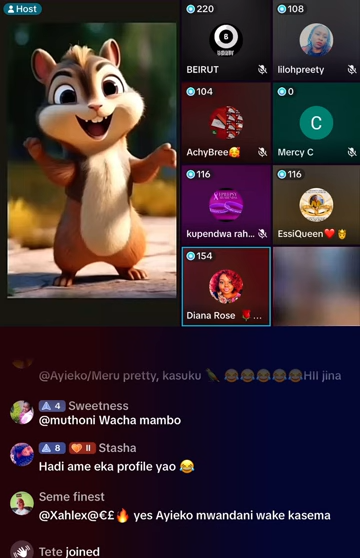 Host
220
BEIRUT
108
lilohpreety
104
AchyBree🥰
0
C
Mercy C
116
kupendwa rah...
116
EssiQueen❤️👸
154
Diana Rose 🌹...
@Ayieko/Meru pretty, kasuku 🦜 😂😂😂😂😂HII jina
4 Sweetness
@muthoni Wacha mambo
8 II Stasha
Hadi ame eka profile yao 😂
Seme finest
@Xahlex@€£🔥 yes Ayieko mwandani wake kasema
Tete joined